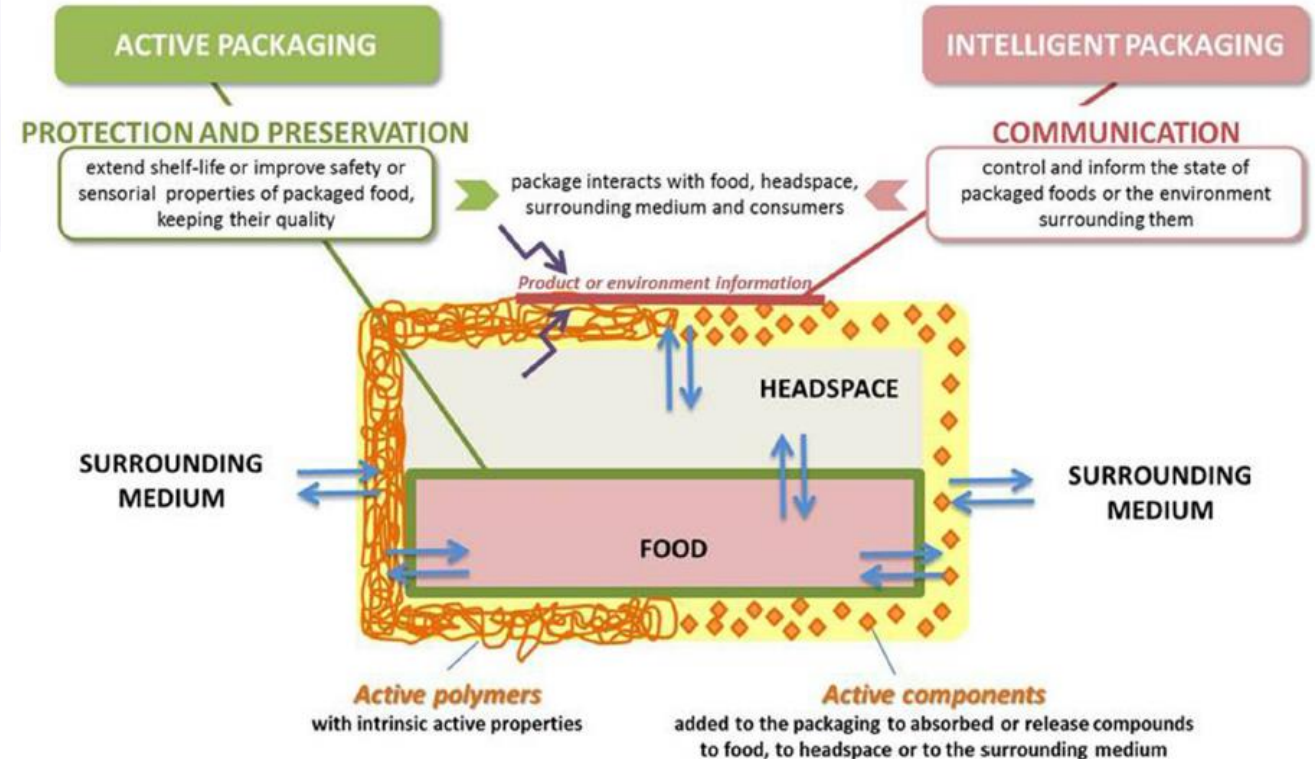 ACTIVE PACKAGING
INTELLIGENT PACKAGING
PROTECTION AND PRESERVATION
extend shelf-life or improve safety or
sensorial properties of packaged food,
keeping their quality
package interacts with food, headspace,
surrounding medium and consumers
COMMUNICATION
control and inform the state of
packaged foods or the environment
surrounding them
Product or environment information
HEADSPACE
SURROUNDING
MEDIUM
FOOD
SURROUNDING
MEDIUM
Active polymers
with intrinsic active properties
Active components
added to the packaging to absorbed or release compounds
to food, to headspace or to the surrounding medium